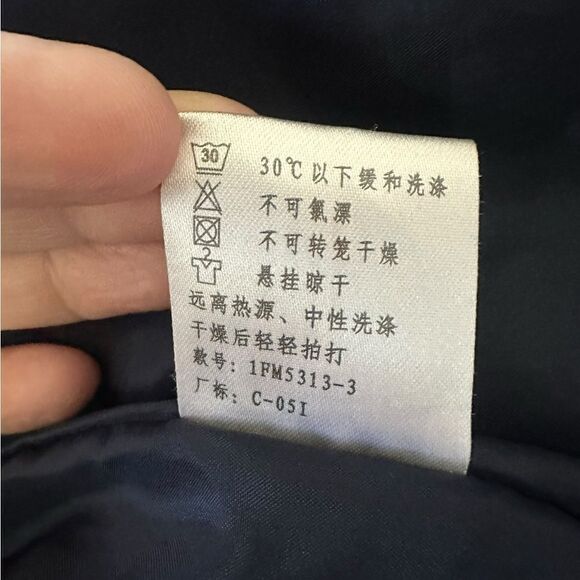 30 30℃以下缓和洗涤
不可氯漂
不可转笼干燥
悬挂晾干
远离热源、中性洗涤
干燥后轻轻拍打
款号: 1FM5313-3
厂标: C-05I